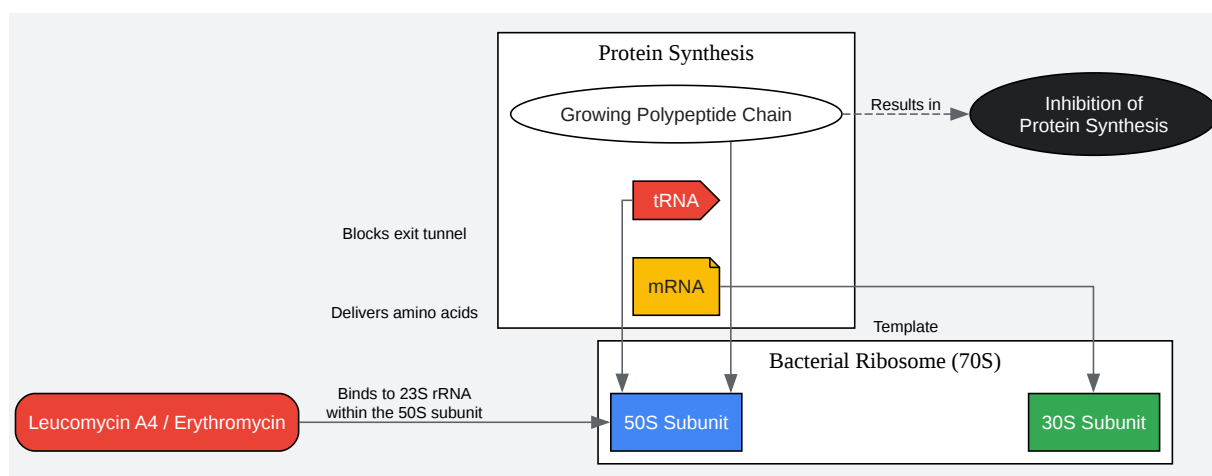 Protein Synthesis
Growing Polypeptide Chain
Results in
Inhibition of
Protein Synthesis
tRNA
Blocks exit tunnel
mRNA
Delivers amino acids
Template
Bacterial Ribosome (70S)
Binds to 23S rRNA
within the 50S subunit
Leucomycin A4 / Erythromycin
50S Subunit
30S Subunit